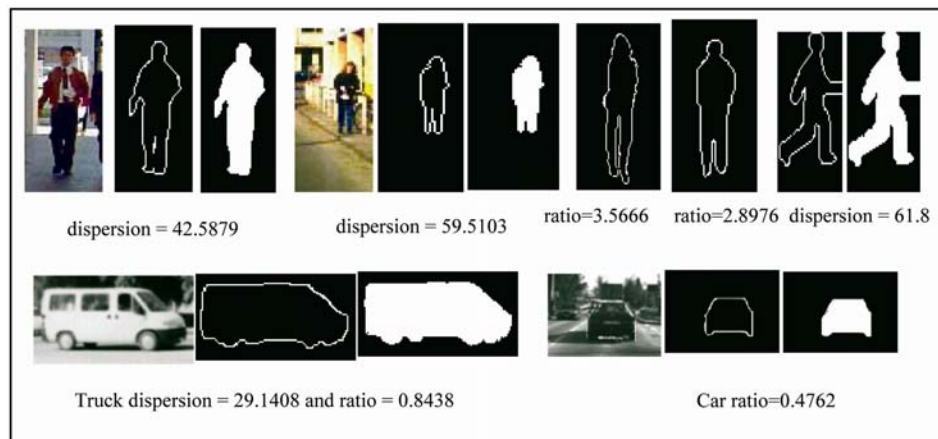 dispersion = 42.5879
dispersion = 59.5103
ratio=3.5666
ratio=2.8976
dispersion = 61.8
Truck dispersion = 29.1408 and ratio = 0.8438
Car ratio=0.4762